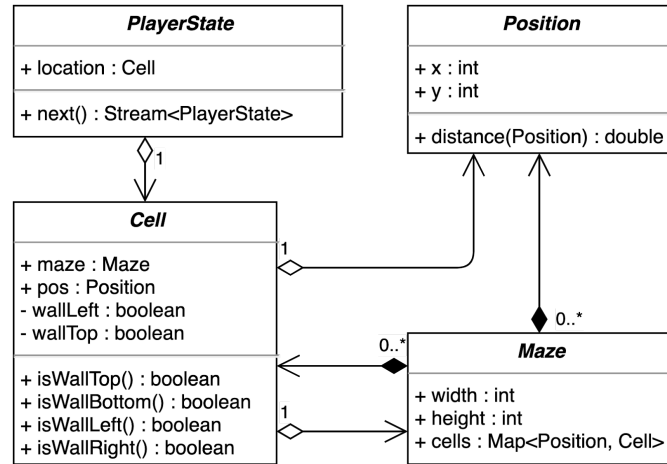 PlayerState
+ location : Cell
+ next() : Stream<PlayerState>
1
Position
+ x : int
+ y : int
+ distance(Position) : double
Cell
+ maze : Maze
+ pos : Position
- wallLeft : boolean
- wallTop : boolean
+ isWallTop() : boolean
+ isWallBottom() : boolean
+ isWallLeft() : boolean
+ isWallRight() : boolean
1
0..*
0..*
1
Maze
+ width : int
+ height : int
+ cells : Map<Position, Cell>